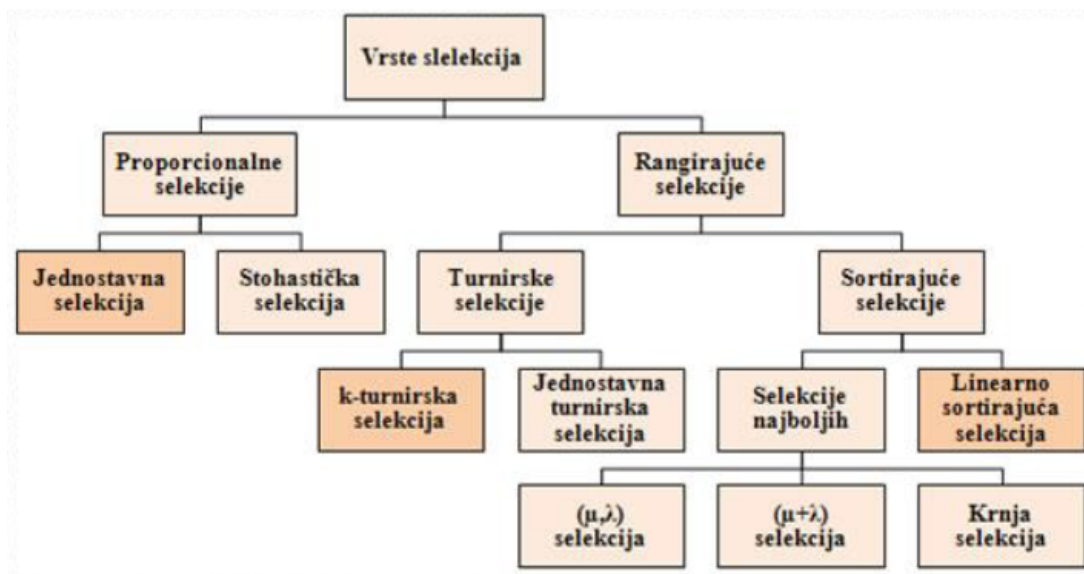 Vrste slelekcija
Proporcionalne
selekcije
Rangirajuće
selekcije
Jednostavna
selekcija
Stohastička
selekcija
Turnirske
selekcije
Sortirajuće
selekcije
k-turnirska
selekcija
Jednostavna
turnirska
selekcija
Selekcije
najboljih
Linearno
sortirajuća
selekcija
(μ,λ)
selekcija
(μ+λ)
selekcija
Krnja
selekcija